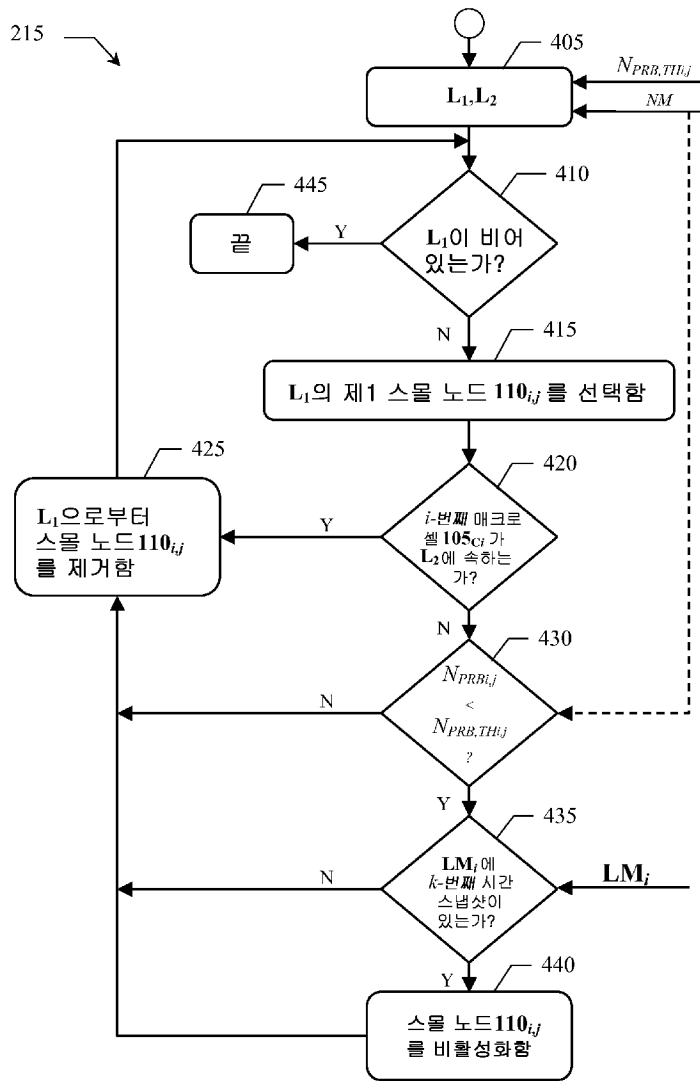 215
405
N_PRB,THi,j
L₁,L₂
NM
410
445
끝
Y
L₁이 비어
있는가?
N
415
L₁의 제1 스몰 노드 110i,j 를 선택함
425
420
L₁으로부터
스몰 노드110i,j
를 제거함
Y
i-번째 매크로
셀 105Ci 가
L₂에 속하는
가?
N
430
N_PRBi,j
<
N_PRB,THi,j
?
N
Y
435
LMi 에
k-번째 시간
스냅샷이
있는가?
N
LMi
Y
440
스몰 노드110i,j
를 비활성화함